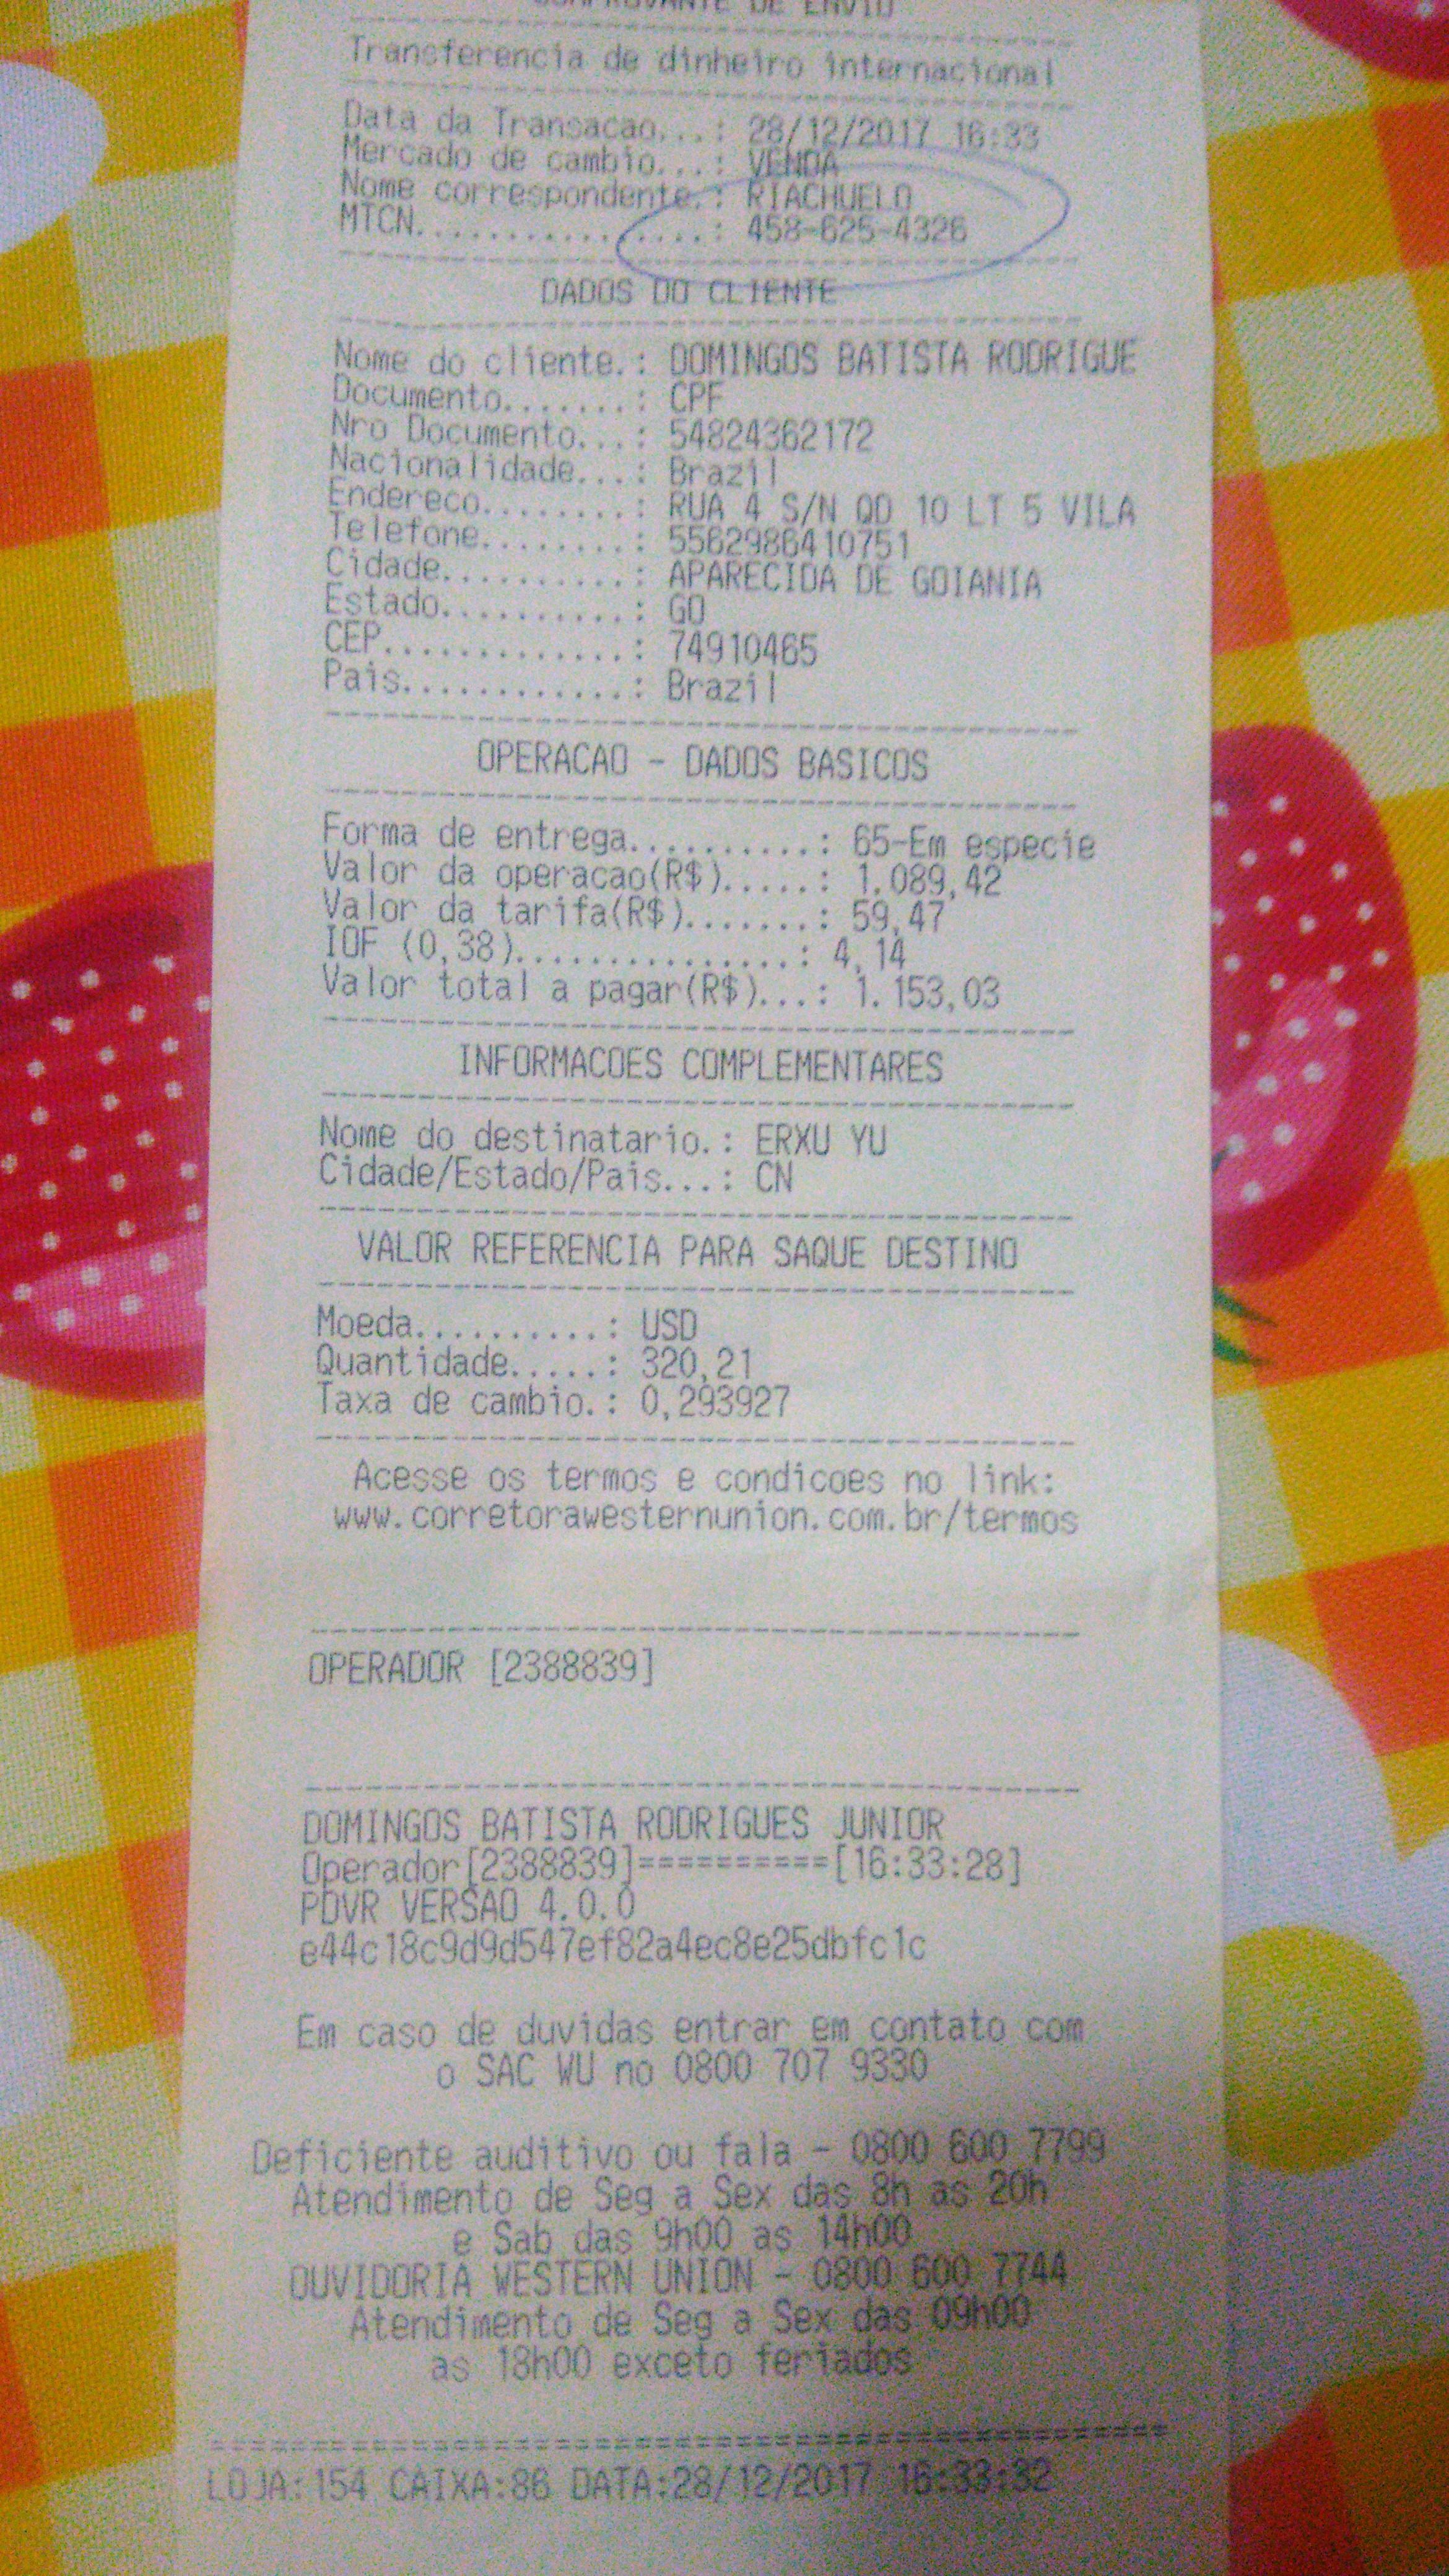 COMPROVANTE DE ENVIO
Transferencia de dinheiro internacional
Data da Transacao...: 28/12/2017 16:33
Mercado de cambio...: VENDA
Nome correspondente.: RIACHUELO
MTCN................: 458-625-4326
DADOS DO CLIENTE
Nome do cliente.: DOMINGOS BATISTA RODRIGUE
Documento.......: CPF
Nro Documento...: 54824362172
Nacionalidade...: Brazil
Endereco........: RUA 4 S/N QD 10 LT 5 VILA
Telefone........: 5562986410751
Cidade..........: APARECIDA DE GOIANIA
Estado..........: GO
CEP.............: 74910465
Pais............: Brazil
OPERACAO - DADOS BASICOS
Forma de entrega..........: 65-Em especie
Valor da operacao(R$).....: 1.089,42
Valor da tarifa(R$).......: 59,47
IOF (0,38)................: 4,14
Valor total a pagar(R$)...: 1.153,03
INFORMACOES COMPLEMENTARES
Nome do destinatario.: ERXU YU
Cidade/Estado/Pais...: CN
VALOR REFERENCIA PARA SAQUE DESTINO
Moeda...........: USD
Quantidade......: 320,21
Taxa de cambio.: 0,293927
Acesse os termos e condicoes no link:
www.corretorawesternunion.com.br/termos
OPERADOR [2388839]
DOMINGOS BATISTA RODRIGUES JUNIOR
Operador[2388839]==========[16:33:28]
PDVR VERSAO 4.0.0
e44c18c9d9d547ef82a4ec8e25dbfc1c
Em caso de duvidas entrar em contato com
o SAC WU no 0800 707 9330
Deficiente auditivo ou fala - 0800 600 7799
Atendimento de Seg a Sex das 8h as 20h
e Sab das 9h00 as 14h00
OUVIDORIA WESTERN UNION - 0800 600 7744
Atendimento de Seg a Sex das 09h00
as 18h00 exceto feriados
LOJA:154 CAIXA:86 DATA:28/12/2017 16:33:32